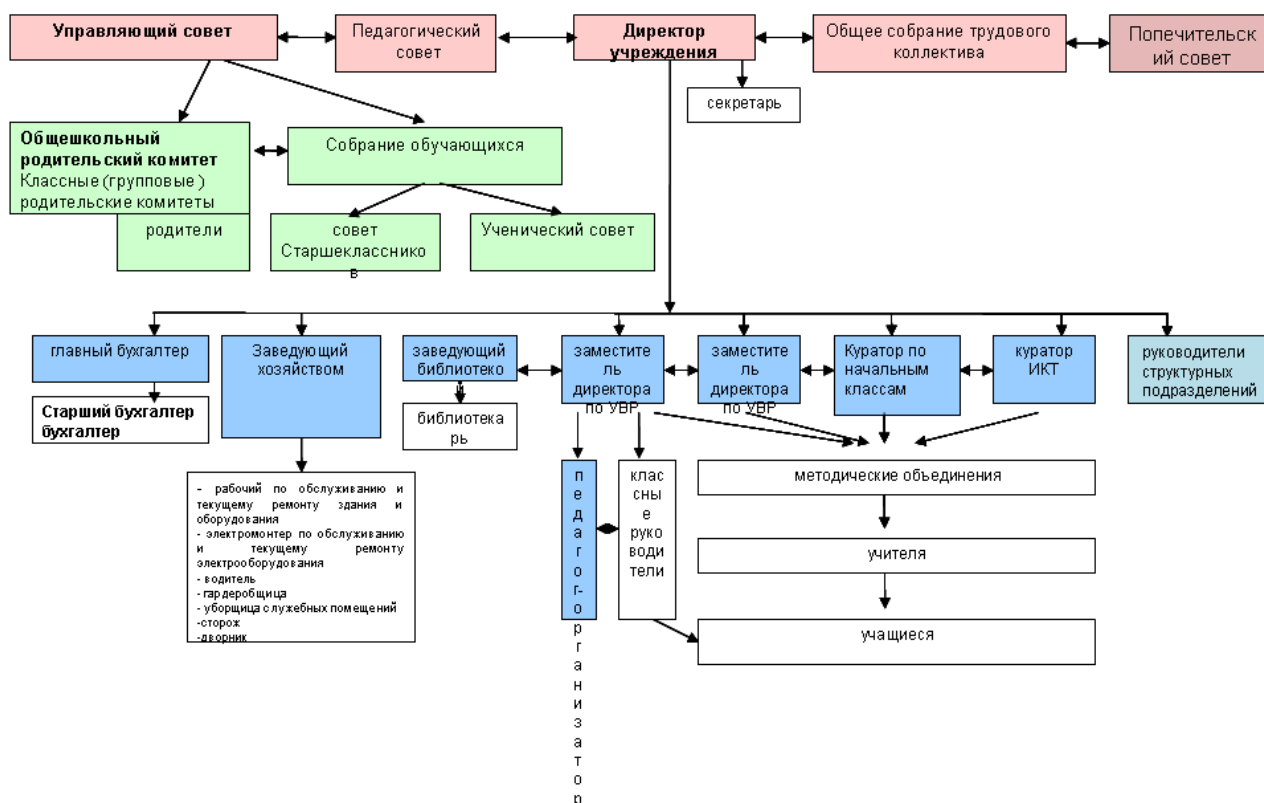 Управляющий совет
Педагогический
совет
Директор
учреждения
Общее собрание трудового
коллектива
Попечительск
ий совет
секретарь
Общешкольный
родительский комитет
Классные (групповые )
родительские комитеты
родители
Собрание обучающихся
совет
Старшеклассніко
в
Ученический совет
главный бухгалтер
Заведующий
хозяйством
заведующий
библиотеко
й
заместите
ль
директора
по УВР
заместите
ль
директора
по УВР
Куратор по
начальным
классам
куратор
ИКТ
руководители
структурных
подразделений
Старший бухгалтер
бухгалтер
библиотека
рь
- рабочий по обслуживанию и
текущему ремонту здания и
оборудования
- электромонтер по обслуживанию
и текущему ремонту
электрооборудования
- водитель
- гардеробщица
- уборщица служебных помещений
-сторож
-дворник
п
е
д
а
г
о
г-
о
р
г
а
н
и
з
а
т
о
р
клас
сны
е
руко
води
тели
методические объединения
учителя
учащиеся